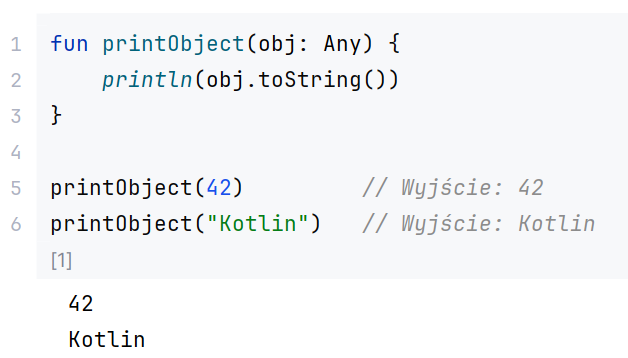 1 fun printObject(obj: Any) {
2     println(obj.toString())
3 }
4
5 printObject(42)         // Wyjście: 42
6 printObject("Kotlin")   // Wyjście: Kotlin
[1]
42
Kotlin